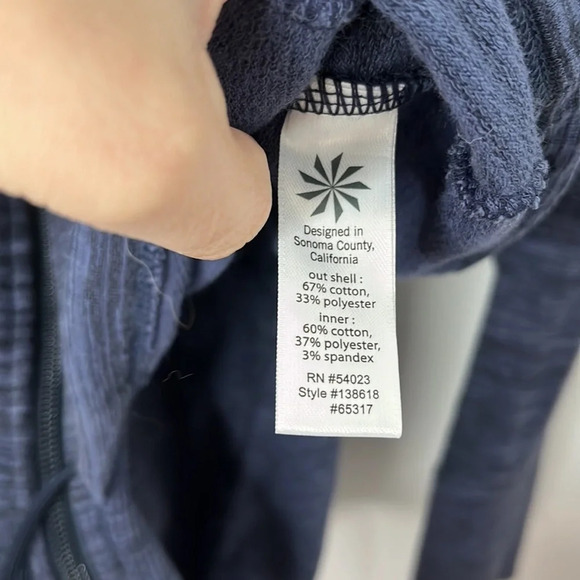 Designed in
Sonoma County,
California
out shell :
67% cotton,
33% polyester
inner :
60% cotton,
37% polyester,
3% spandex
RN #54023
Style #138618
#65317